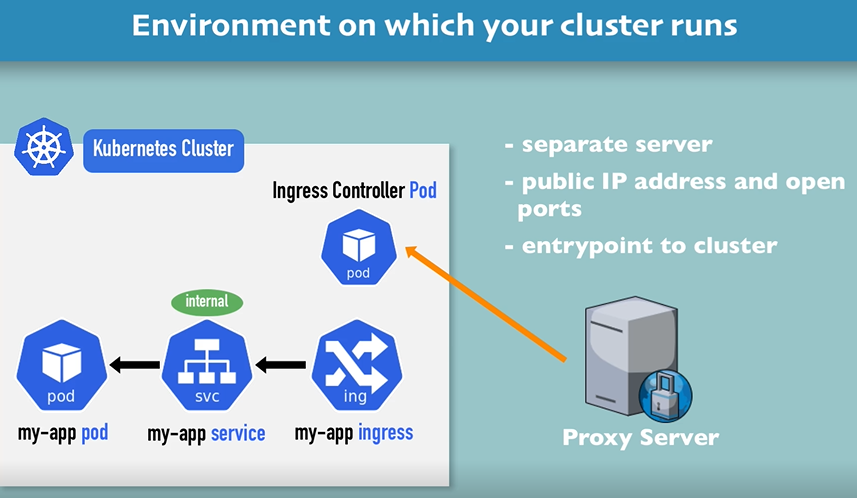 Environment on which your cluster runs
Kubernetes Cluster
Ingress Controller Pod
pod
internal
pod
svc
ing
my-app pod
my-app service
my-app ingress
- separate server
- public IP address and open
ports
- entrypoint to cluster
Proxy Server